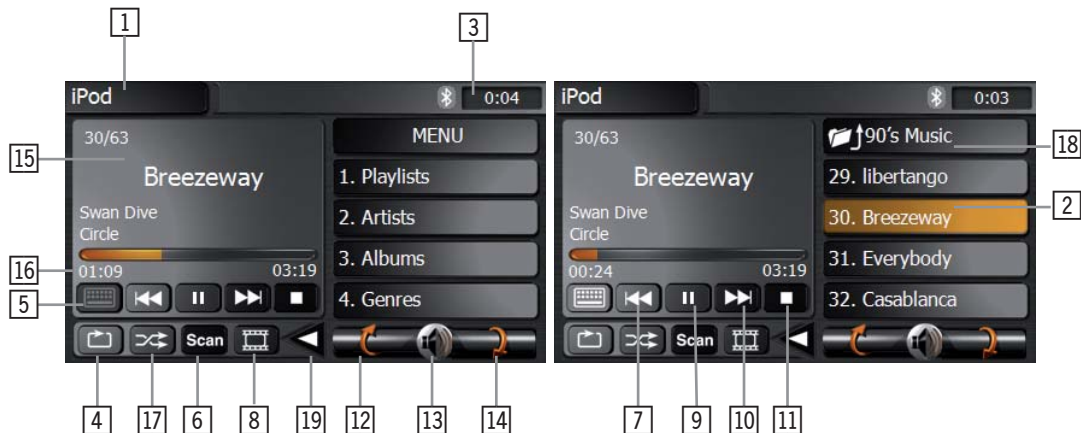 1
3
iPod
0:04
30/63
MENU
15
Breezeway
1. Playlists
Swan Dive
2. Artists
Circle
3. Albums
16
01:09
03:19
5
4. Genres
Scan
4
17
6
8
19
12
13
14
iPod
0:03
30/63
90's Music
18
Breezeway
29. libertango
Swan Dive
30. Breezeway
2
Circle
31. Everybody
00:24
03:19
32. Casablanca
Scan
7
9
10
11